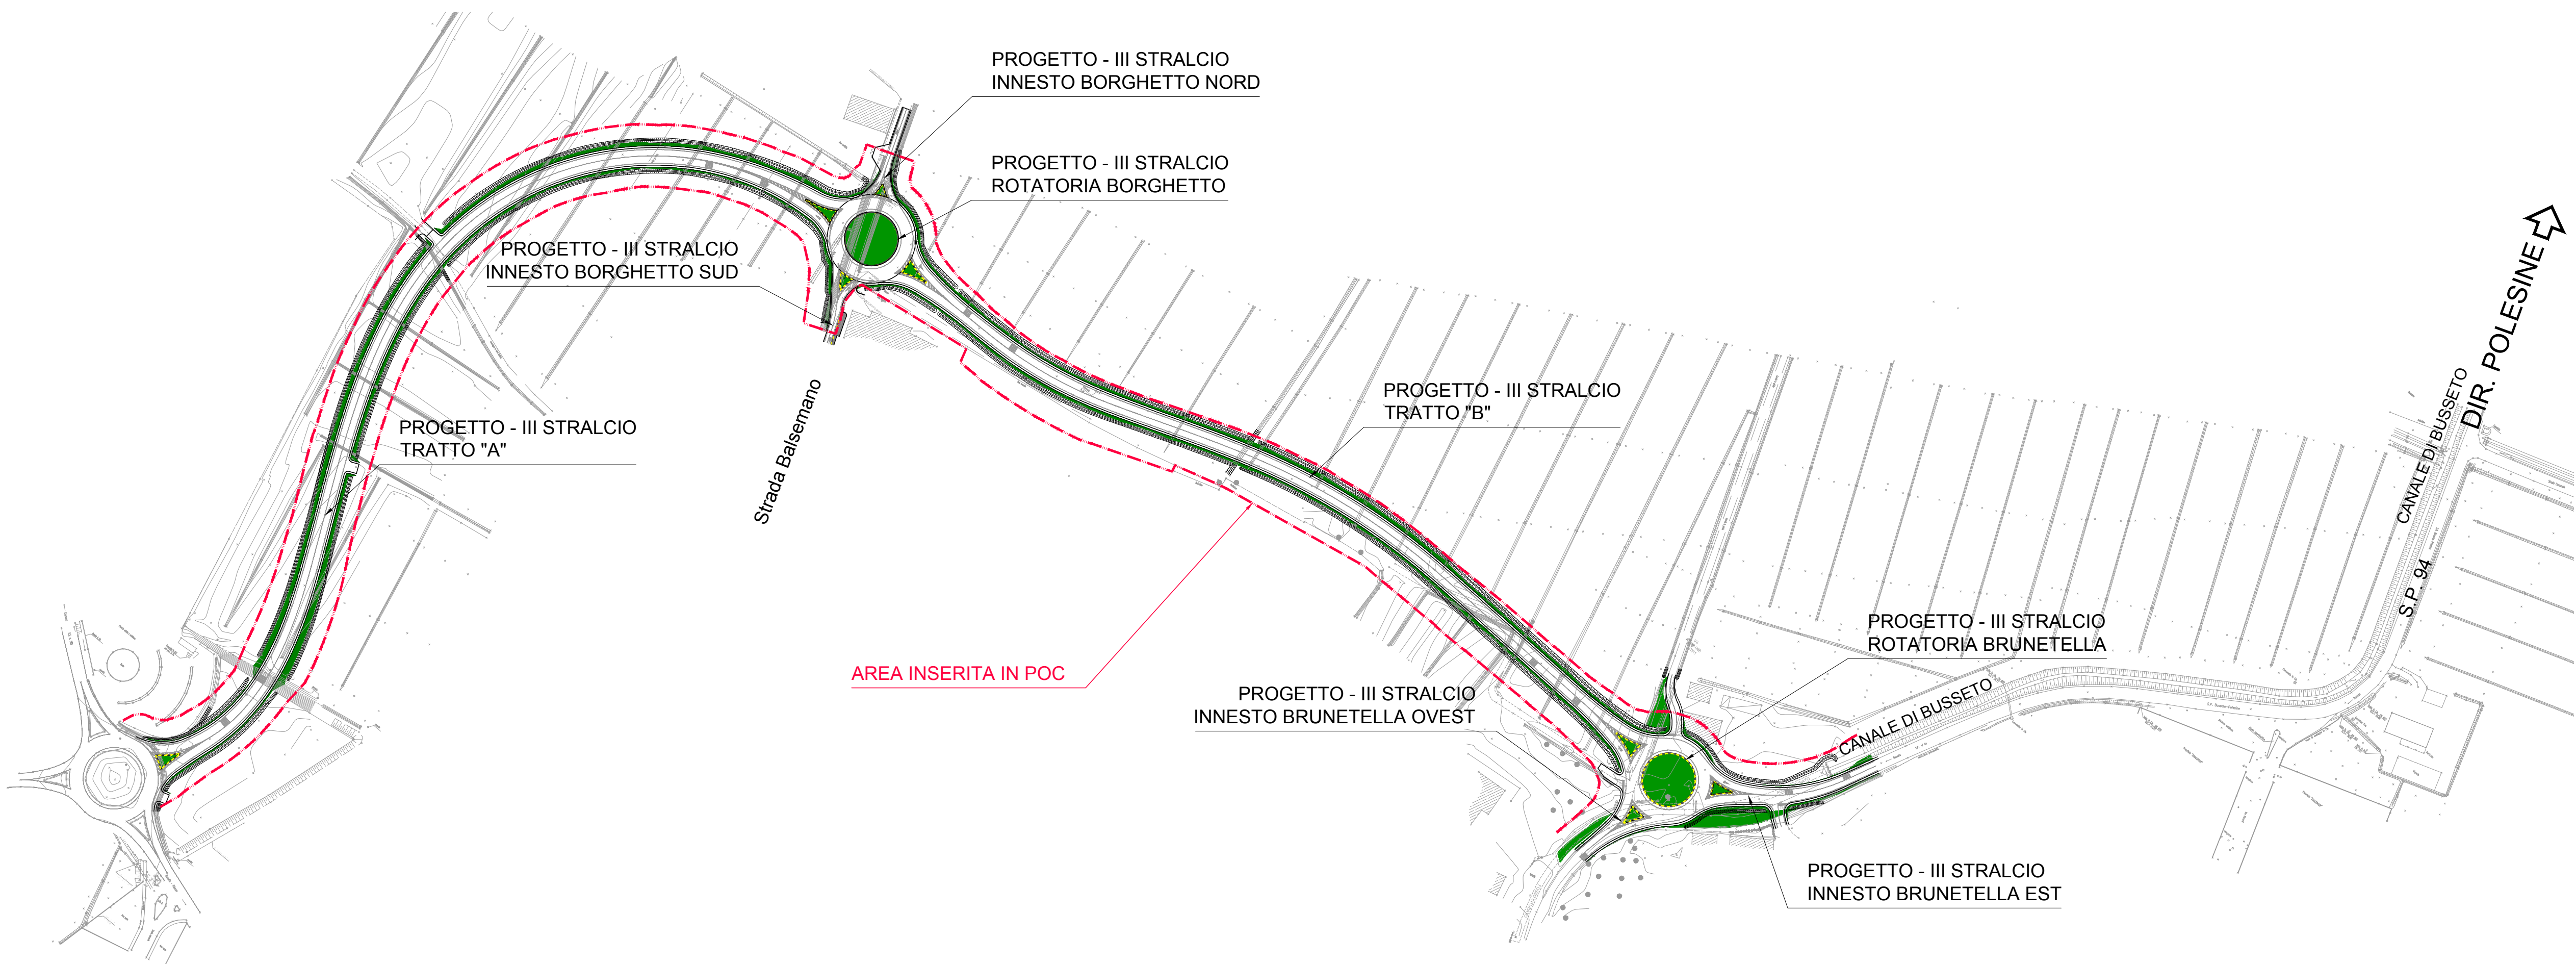 PROGETTO - III STRALCIO
INNESTO BORGHETTO NORD
PROGETTO - III STRALCIO
ROTATORIA BORGHETTO
PROGETTO - III STRALCIO
INNESTO BORGHETTO SUD
PROGETTO - III STRALCIO
TRATTO "A"
Strada Balsemano
PROGETTO - III STRALCIO
TRATTO "B"
AREA INSERITA IN POC
PROGETTO - III STRALCIO
INNESTO BRUNETELLA OVEST
PROGETTO - III STRALCIO
ROTATORIA BRUNETELLA
CANALE DI BUSSETO
PROGETTO - III STRALCIO
INNESTO BRUNETELLA EST
S.P. 94
CANALE DI BUSSETO
DIR. POLESINE